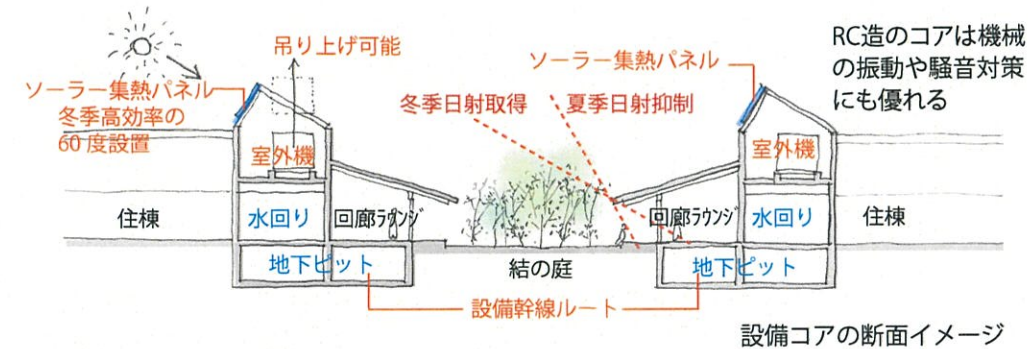 吊り上げ可能
ソーラー集熱パネル
冬季高効率の
60度設置
ソーラー集熱パネル
冬季日射取得
夏季日射抑制
RC造のコアは機械
の振動や騒音対策
にも優れる
室外機
室外機
住棟
水回り
回廊ラウンジ
回廊ラウンジ
水回り
住棟
地下ピット
結の庭
地下ピット
設備幹線ルート
設備コアの断面イメージ